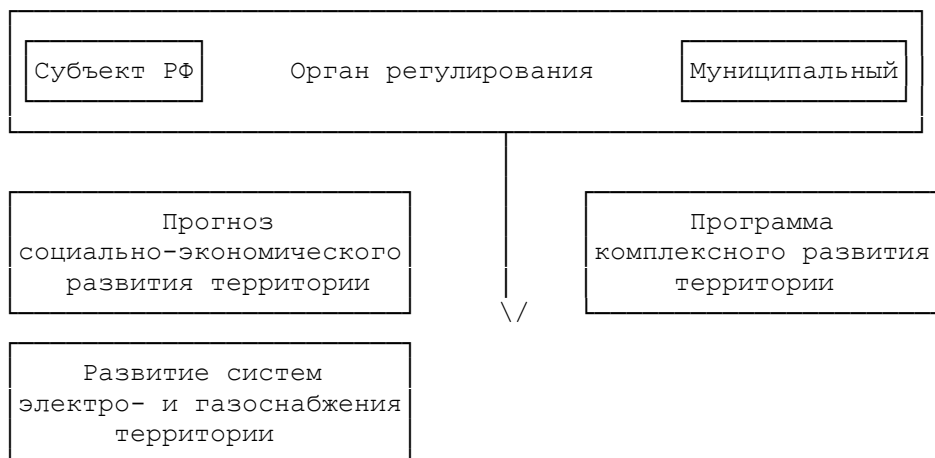 Субъект РФ Орган регулирования Муниципальный
Прогноз
социально-экономического
развития территории
Программа
комплексного развития
территории
Развитие систем
электро- и газоснабжения
территории